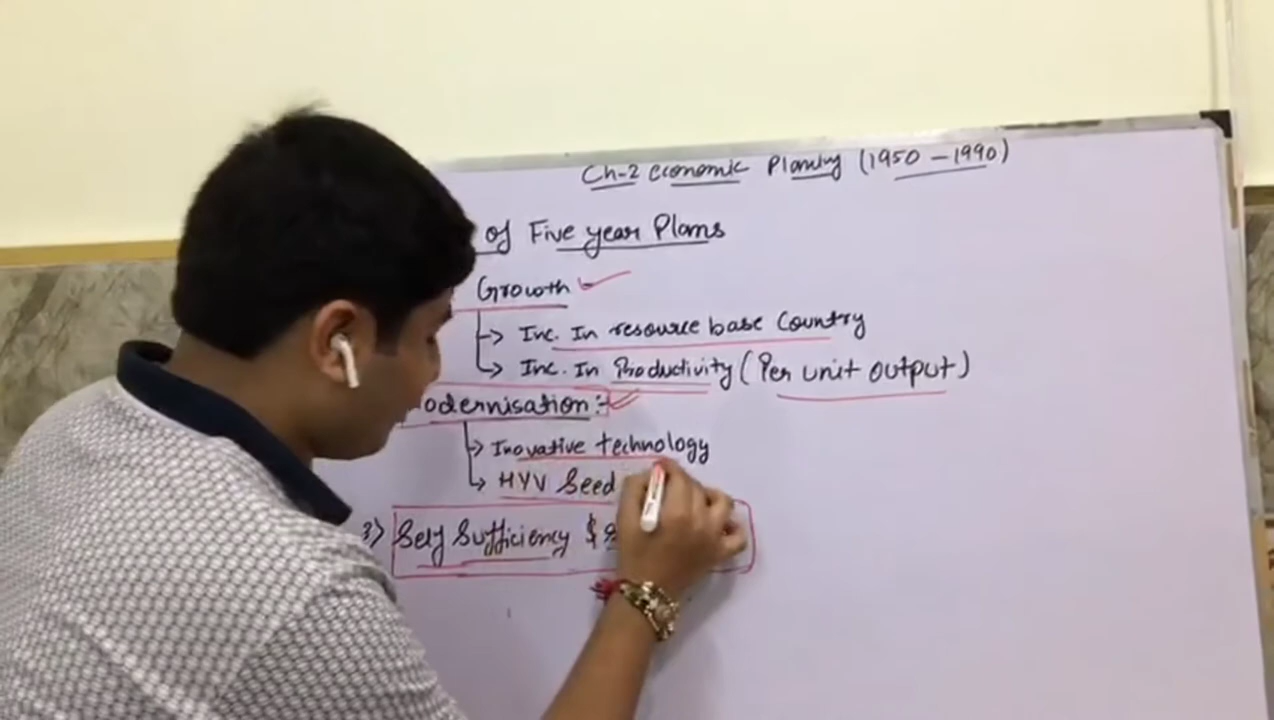 Ch-2 Economic Planing (1950 - 1990)
of Five year Plans
Growth
→ Inc. In resource base Country
→ Inc. In Productivity (Per unit output)
odernisation :-
→ Inovative technology
→ HYV Seed
3) Self Sufficiency $